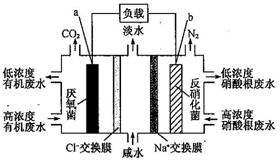 a
负载
b
CO₂
淡水
N₂
低浓度
有机废水
厌氧菌
反硝化菌
低浓度
硝酸根废水
高浓度
有机废水
高浓度
硝酸根废水
Cl⁻交换膜
咸水
Na⁺交换膜